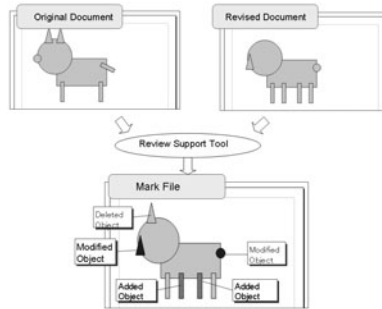 Original Document
Revised Document
Review Support Tool
Mark File
Deleted
Object
Modified
Object
Modified
Object
Added
Object
Added
Object